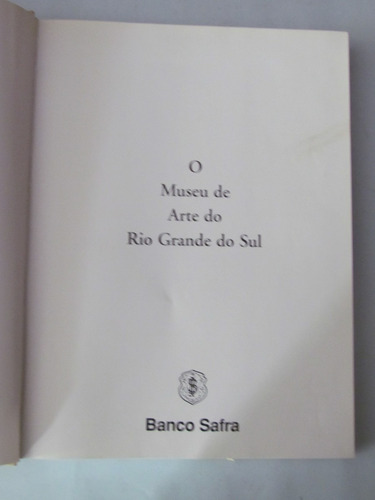 O
Museu de
Arte do
Rio Grande do Sul
Banco Safra